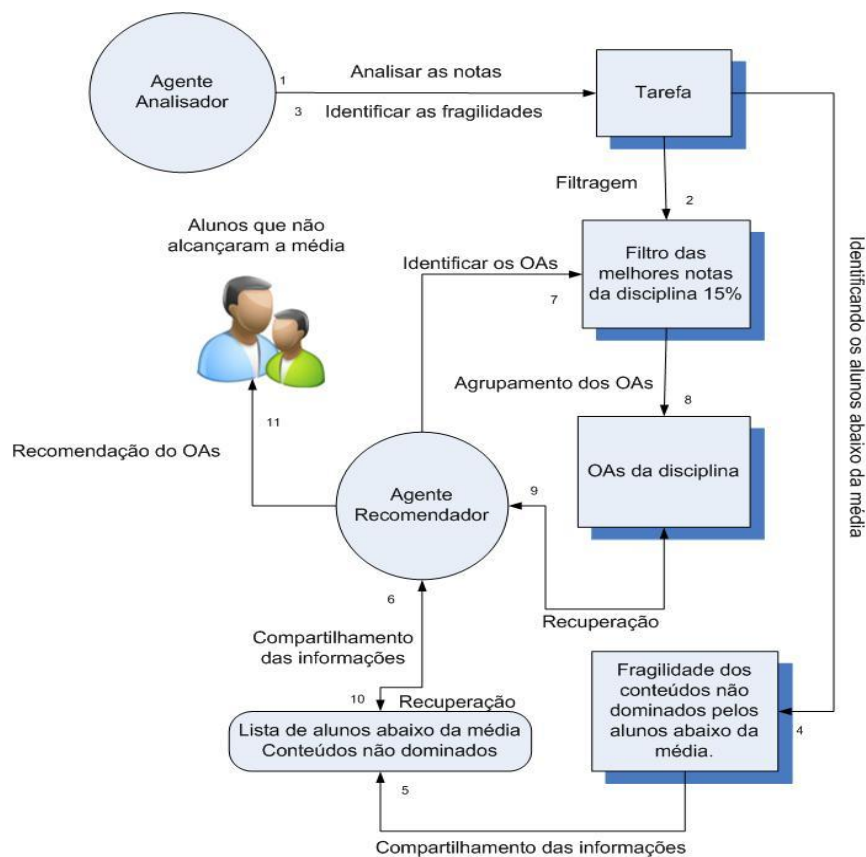 Agente
Analisador
1
Analisar as notas
3
Identificar as fragilidades
Tarefa
Filtragem
2
Alunos que não
alcançaram a média
Identificar os OAs
7
Filtro das
melhores notas
da disciplina 15%
Identificando os alunos abaixo da média
Agrupamento dos OAs
8
11
Recomendação do OAs
Agente
Recomendador
9
OAs da disciplina
6
Recuperação
Compartilhamento
das informações
10
Recuperação
Lista de alunos abaixo da média
Conteúdos não dominados
Fragilidade dos
conteúdos não
dominados pelos
alunos abaixo da
média.
4
5
Compartilhamento das informações